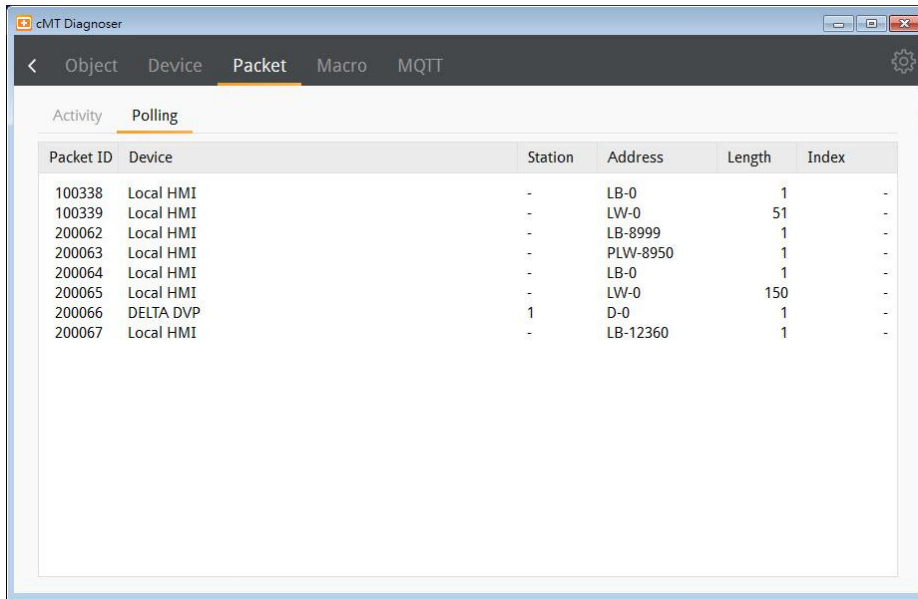 cMT Diagnoser
Object Device Packet Macro MQTT
Activity Polling
Packet ID Device Station Address Length Index
100338 Local HMI - LB-0 1 -
100339 Local HMI - LW-0 51 -
200062 Local HMI - LB-8999 1 -
200063 Local HMI - PLW-8950 1 -
200064 Local HMI - LB-0 1 -
200065 Local HMI - LW-0 150 -
200066 DELTA DVP 1 D-0 1 -
200067 Local HMI - LB-12360 1 -